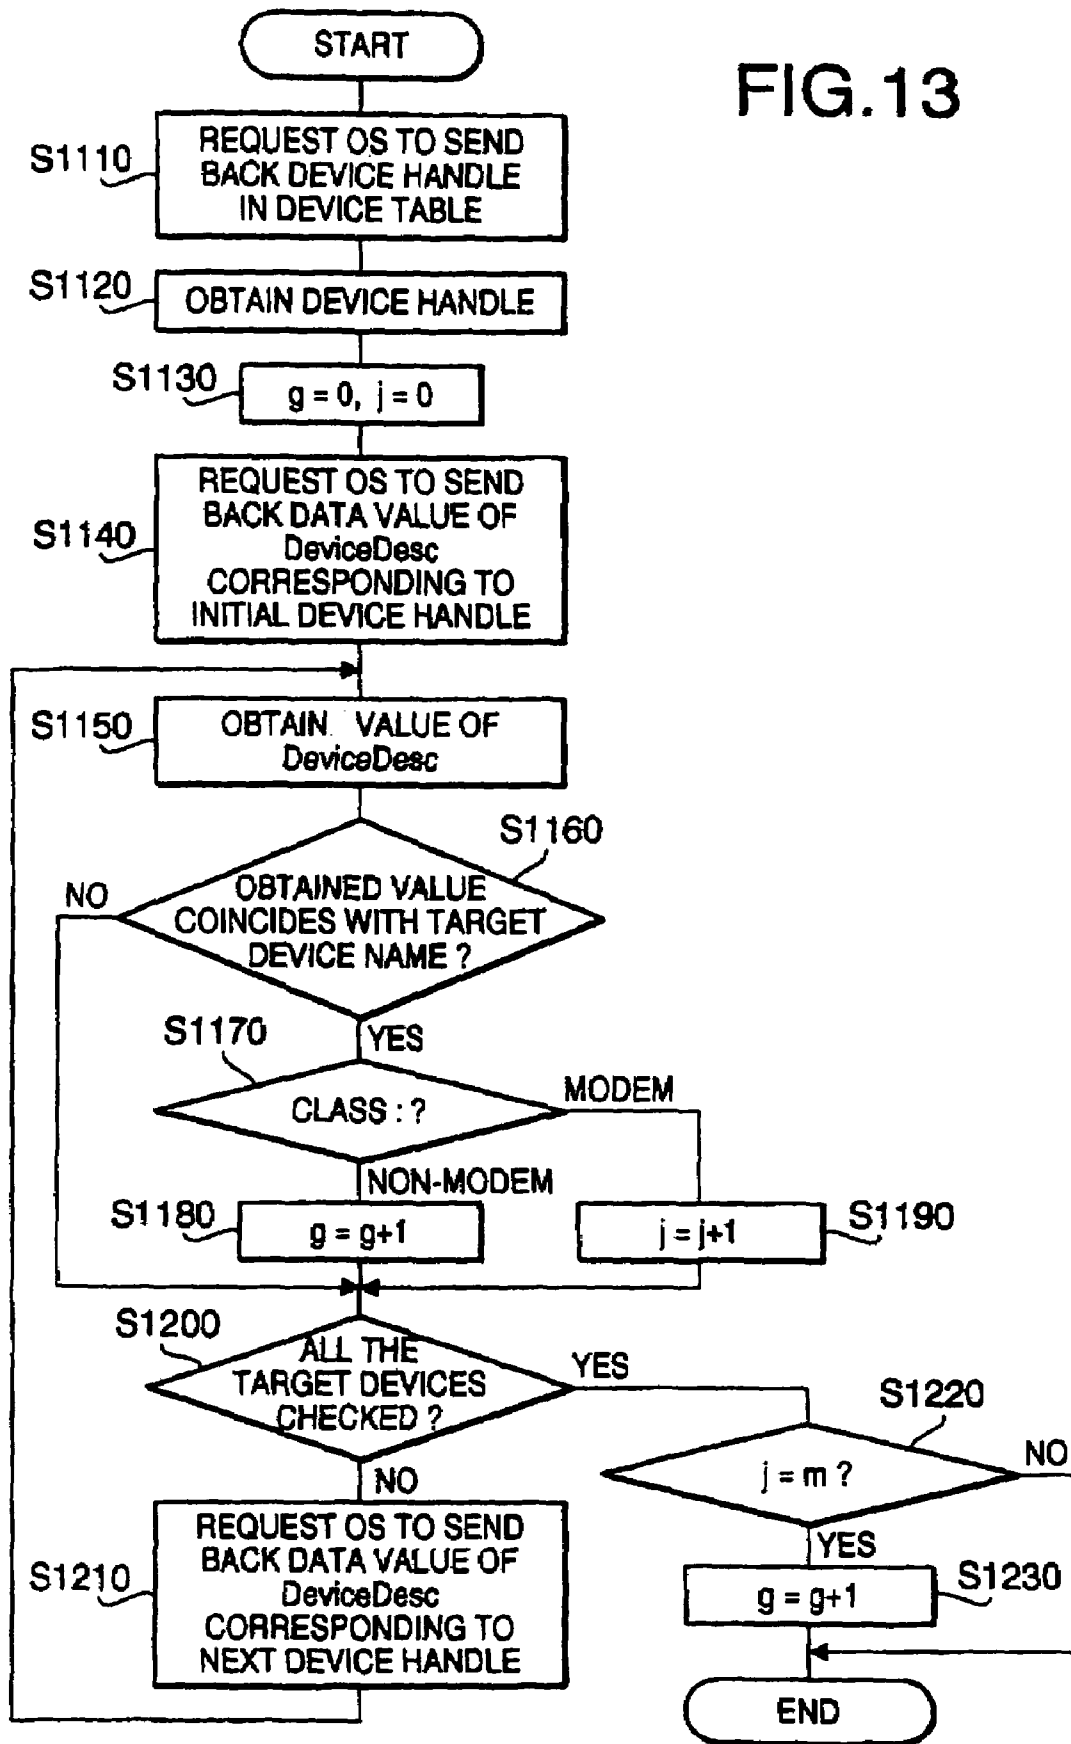 START
FIG.13
S1110
REQUEST OS TO SEND
BACK DEVICE HANDLE
IN DEVICE TABLE
S1120
OBTAIN DEVICE HANDLE
S1130
g = 0, j = 0
S1140
REQUEST OS TO SEND
BACK DATA VALUE OF
DeviceDesc
CORRESPONDING TO
INITIAL DEVICE HANDLE
S1150
OBTAIN VALUE OF
DeviceDesc
S1160
NO
OBTAINED VALUE
COINCIDES WITH TARGET
DEVICE NAME ?
YES
S1170
CLASS : ?
MODEM
NON-MODEM
S1180
g = g+1
j = j+1
S1190
S1200
ALL THE
TARGET DEVICES
CHECKED ?
YES
NO
S1220
j = m ?
NO
YES
S1210
REQUEST OS TO SEND
BACK DATA VALUE OF
DeviceDesc
CORRESPONDING TO
NEXT DEVICE HANDLE
g = g+1
S1230
END